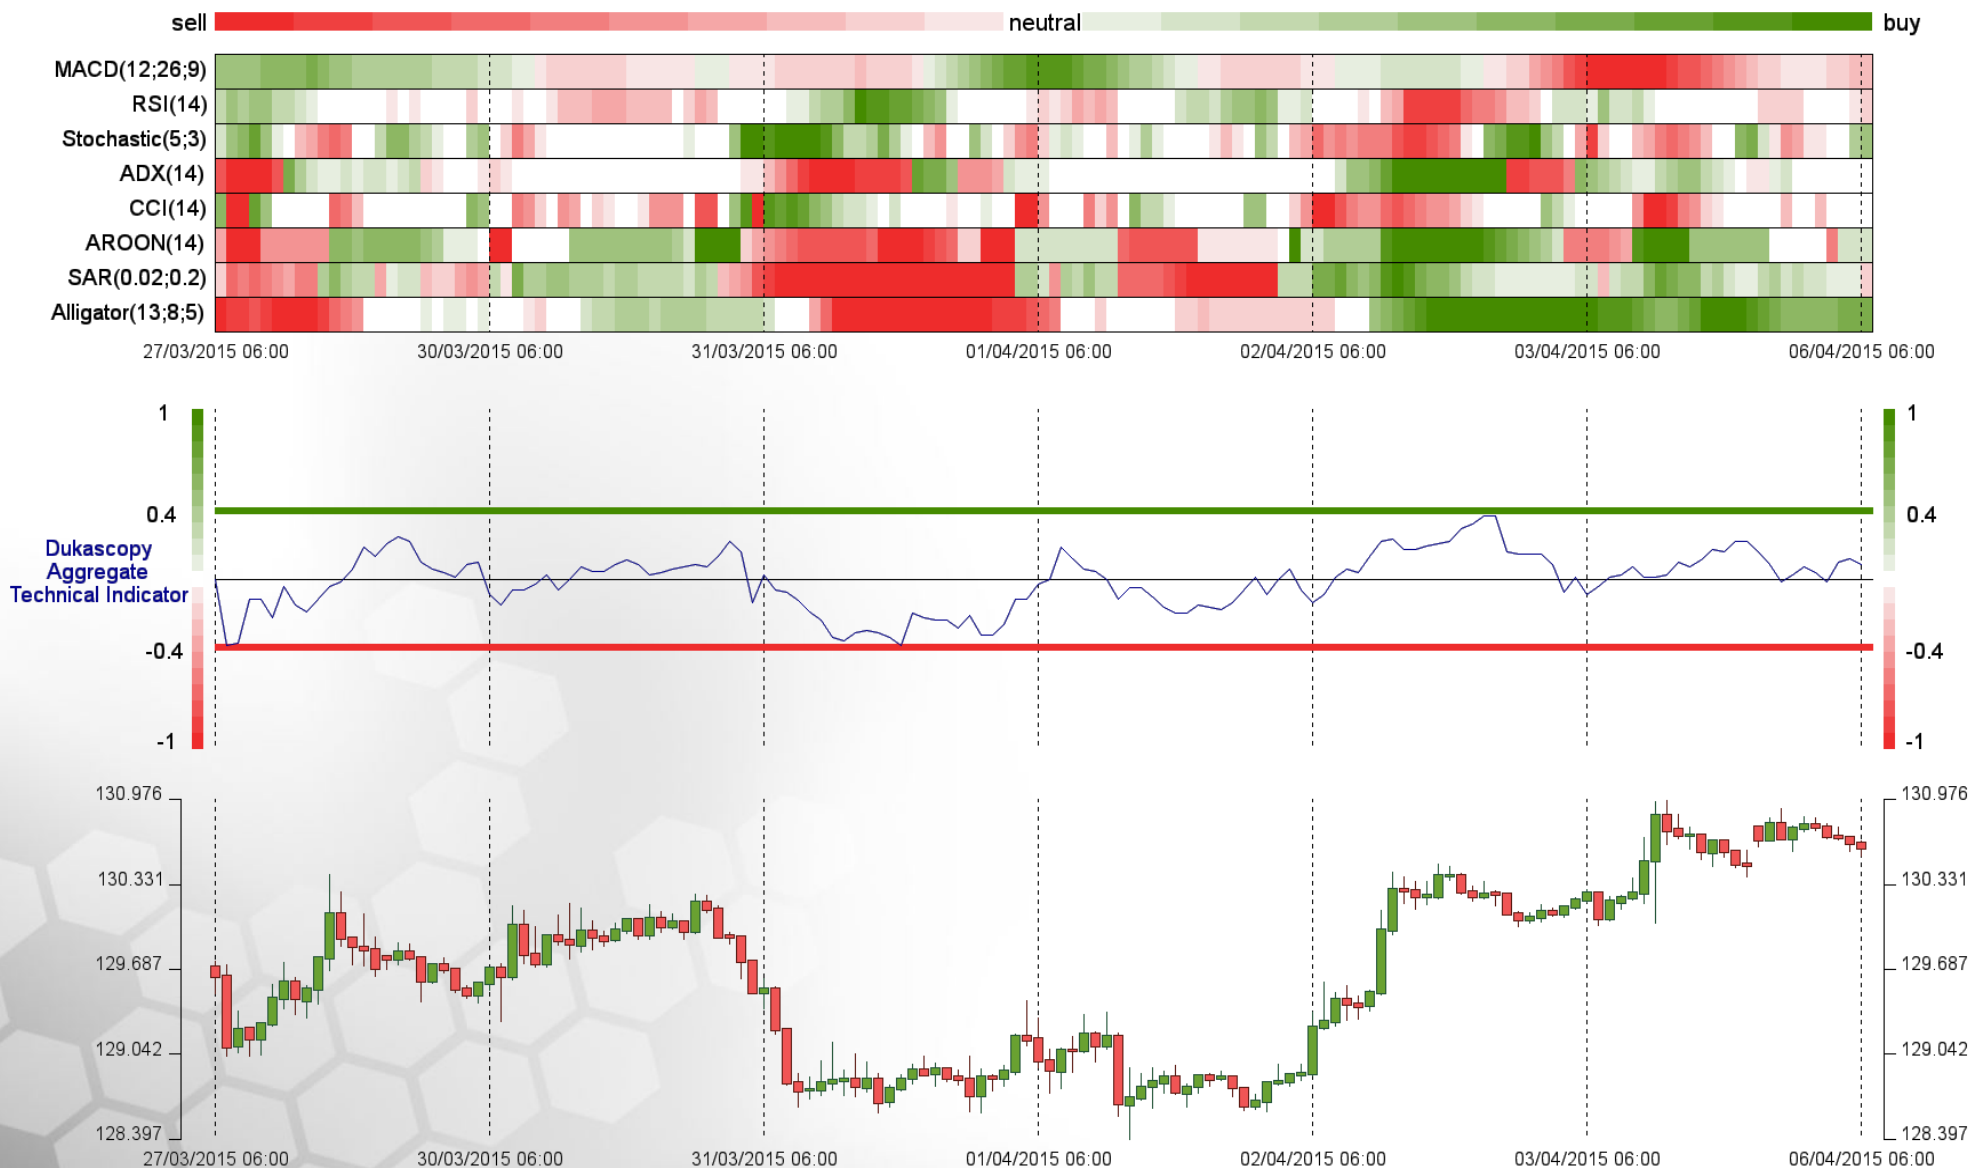 sell neutral buy
MACD(12;26;9)
RSI(14)
Stochastic(5;3)
ADX(14)
CCI(14)
AROON(14)
SAR(0.02;0.2)
Alligator(13;8;5)
27/03/2015 06:00 30/03/2015 06:00 31/03/2015 06:00 01/04/2015 06:00 02/04/2015 06:00 03/04/2015 06:00 06/04/2015 06:00
1 1
0.4 0.4
Dukascopy
Aggregate
Technical Indicator
-0.4 -0.4
-1 -1
130.976 130.976
130.331 130.331
129.687 129.687
129.042 129.042
128.397 128.397
27/03/2015 06:00 30/03/2015 06:00 31/03/2015 06:00 01/04/2015 06:00 02/04/2015 06:00 03/04/2015 06:00 06/04/2015 06:00